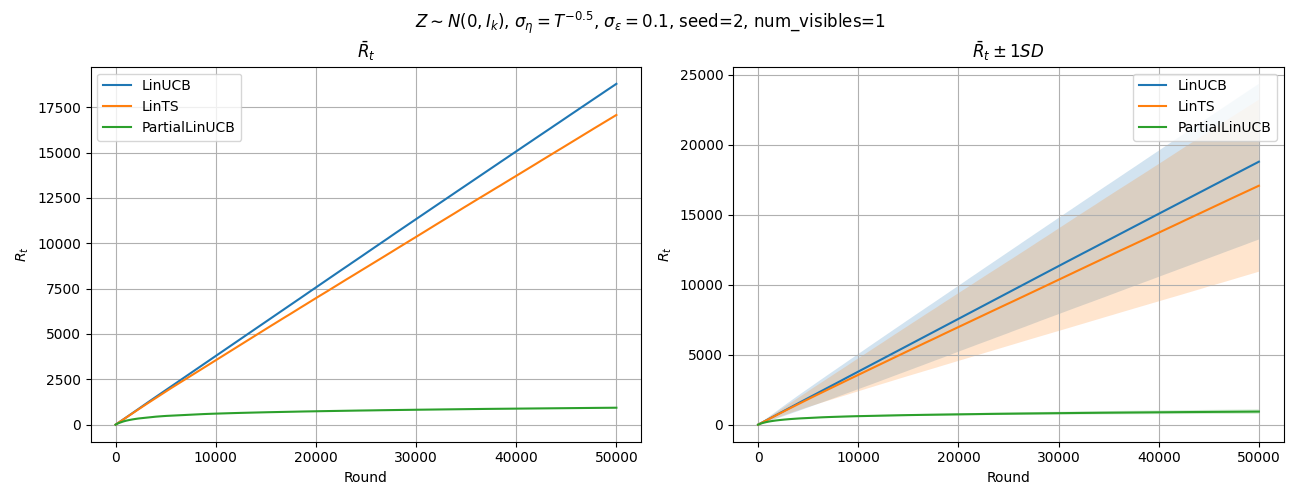 Z ∼ N(0, I_k), σ_η = T^{−0.5}, σ_ε = 0.1, seed=2, num_visibles=1
R̄_t
LinUCB
LinTS
PartialLinUCB
17500
15000
12500
10000
7500
5000
2500
0
R_t
0 10000 20000 30000 40000 50000
Round
R̄_t ± 1SD
LinUCB
LinTS
PartialLinUCB
25000
20000
15000
10000
5000
0
R_t
0 10000 20000 30000 40000 50000
Round